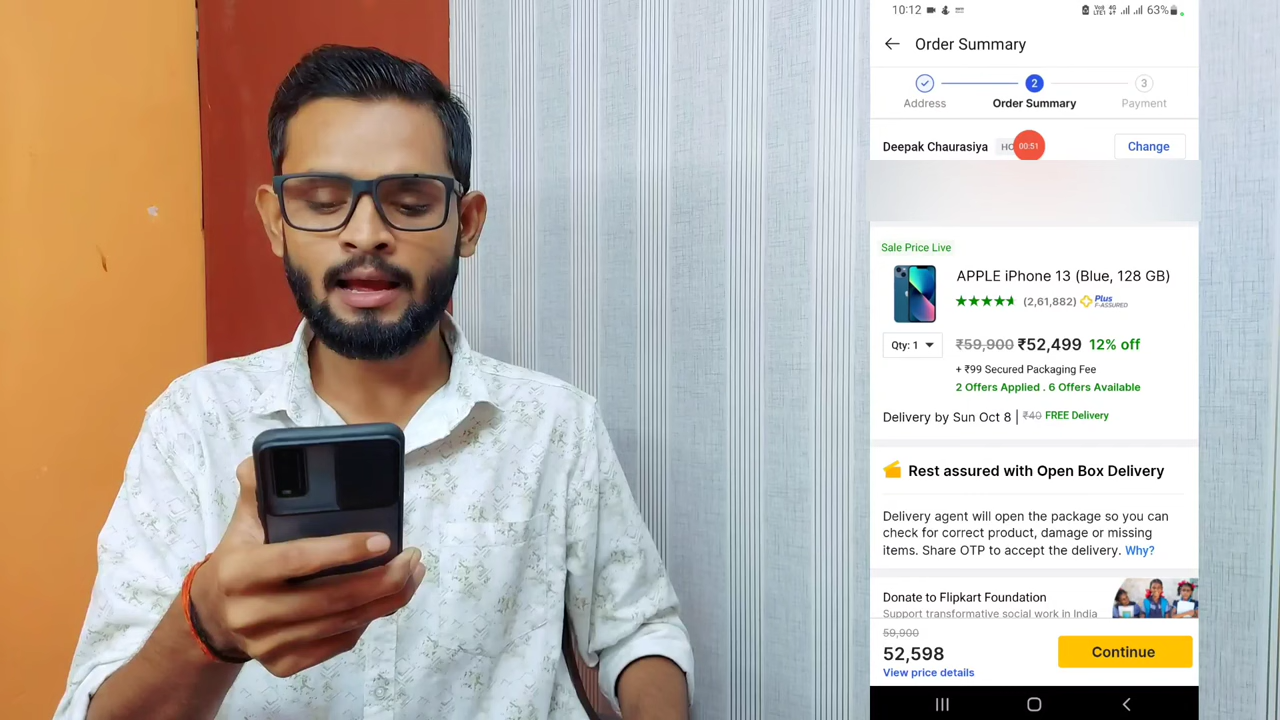 10:12
Vo8 4G 63%
LTE1
Order Summary
2 3
Address Order Summary Payment
Deepak Chaurasiya HO 00:51 Change
Sale Price Live
APPLE iPhone 13 (Blue, 128 GB)
(2,61,882) Plus
F-ASSURED
Qty: 1 ₹59,900 ₹52,499 12% off
+ ₹99 Secured Packaging Fee
2 Offers Applied . 6 Offers Available
Delivery by Sun Oct 8 | ₹40 FREE Delivery
Rest assured with Open Box Delivery
Delivery agent will open the package so you can
check for correct product, damage or missing
items. Share OTP to accept the delivery. Why?
Donate to Flipkart Foundation
Support transformative social work in India
59,900
52,598 Continue
View price details